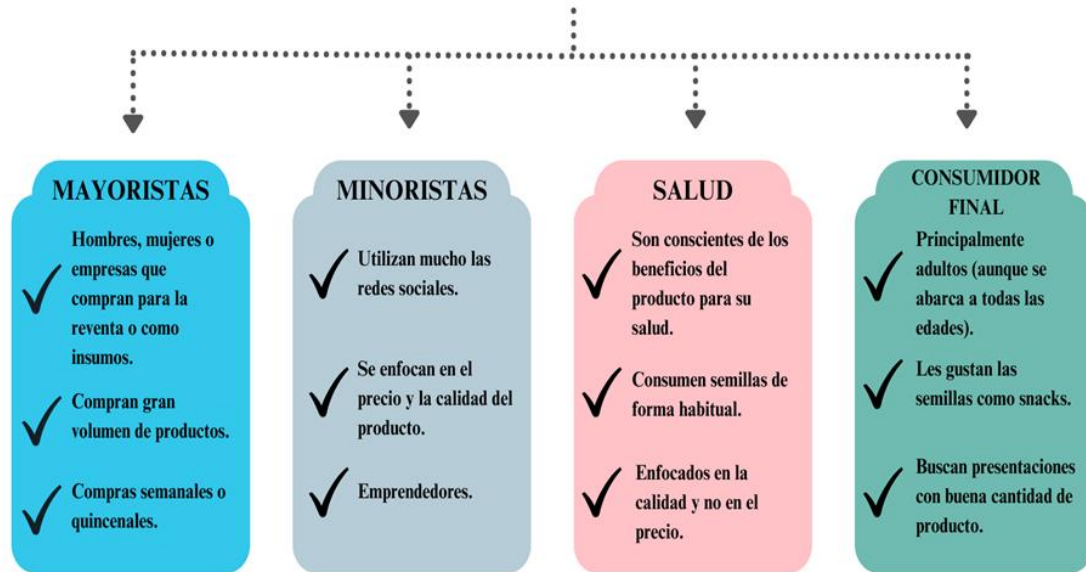 MAYORISTAS
Hombres, mujeres o
empresas que
compran para la
reventa o como
insumos.
Compran gran
volumen de productos.
Compras semanales o
quincenales.
MINORISTAS
Utilizan mucho las
redes sociales.
Se enfocan en el
precio y la calidad del
producto.
Emprendedores.
SALUD
Son conscientes de los
beneficios del
producto para su
salud.
Consumen semillas de
forma habitual.
Enfocados en la
calidad y no en el
precio.
CONSUMIDOR
FINAL
Principalmente
adultos (aunque se
abarca a todas las
edades).
Les gustan las
semillas como snacks.
Buscan presentaciones
con buena cantidad de
producto.